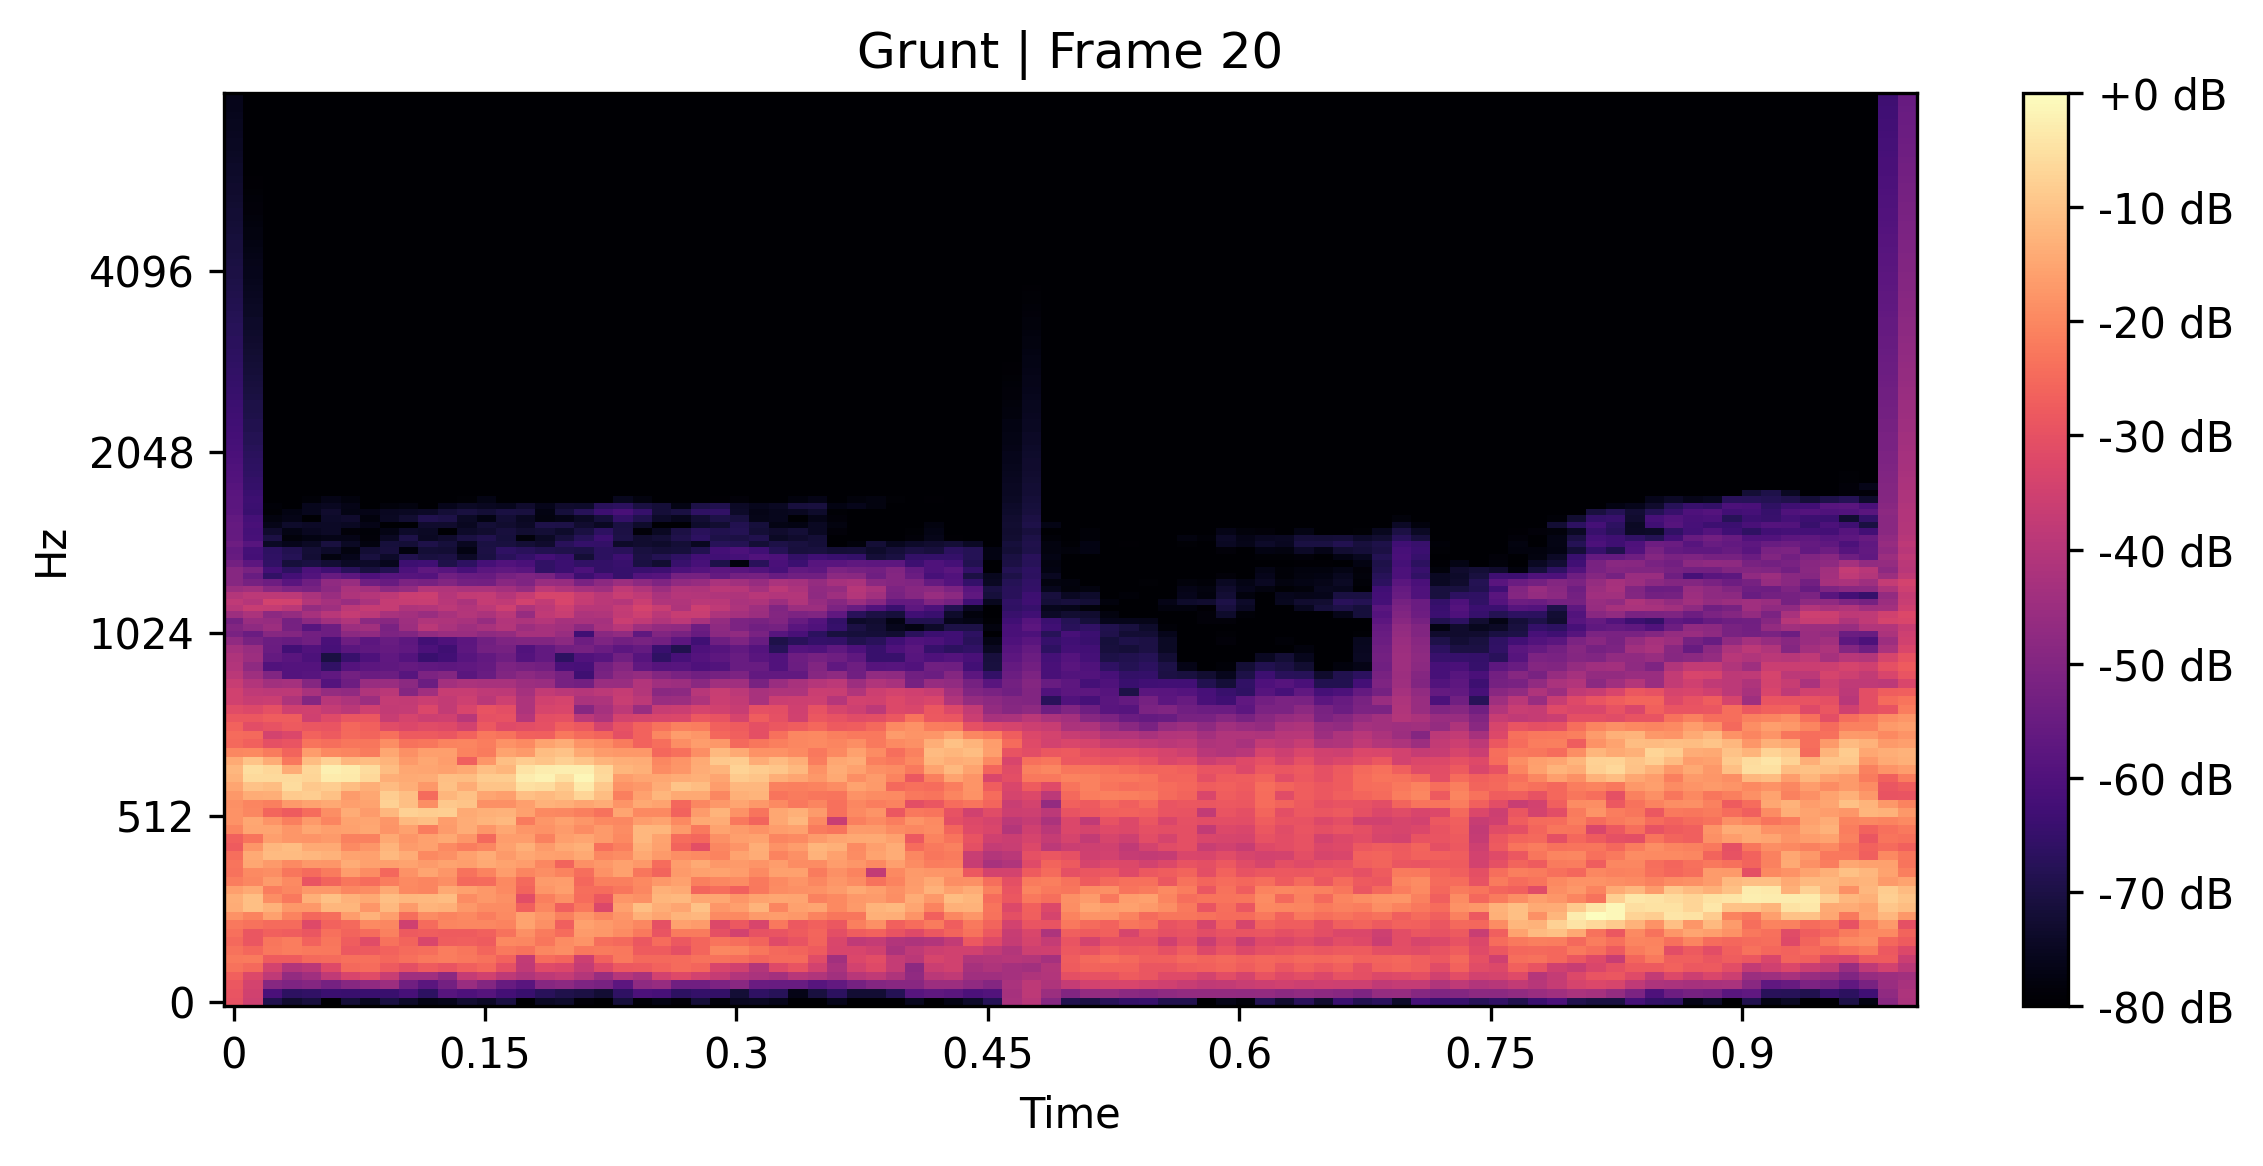 Grunt | Frame 20
Hz
4096
2048
1024
512
0
0 0.15 0.3 0.45 0.6 0.75 0.9
Time
+0 dB
-10 dB
-20 dB
-30 dB
-40 dB
-50 dB
-60 dB
-70 dB
-80 dB